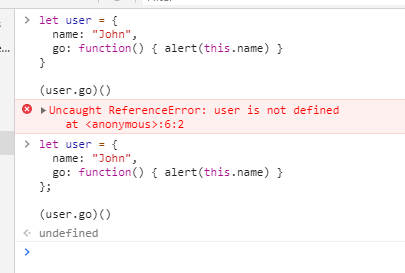 let user = {
  name: "John",
  go: function() { alert(this.name) }
}

(user.go)()
Uncaught ReferenceError: user is not defined
    at <anonymous>:6:2
let user = {
  name: "John",
  go: function() { alert(this.name) }
};

(user.go)()
undefined